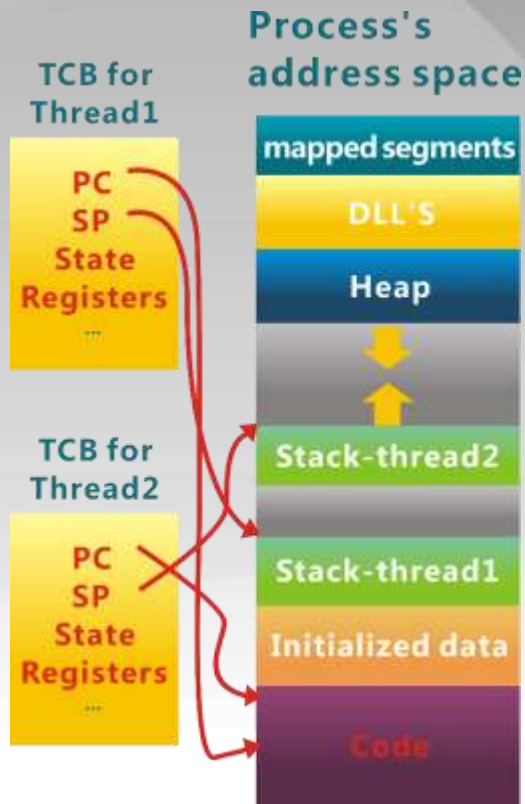 Process's
address space
TCB for
Thread1
PC
SP
State
Registers
...
TCB for
Thread2
PC
SP
State
Registers
...
mapped segments
DLL'S
Heap
Stack-thread2
Stack-thread1
Initialized data
Code